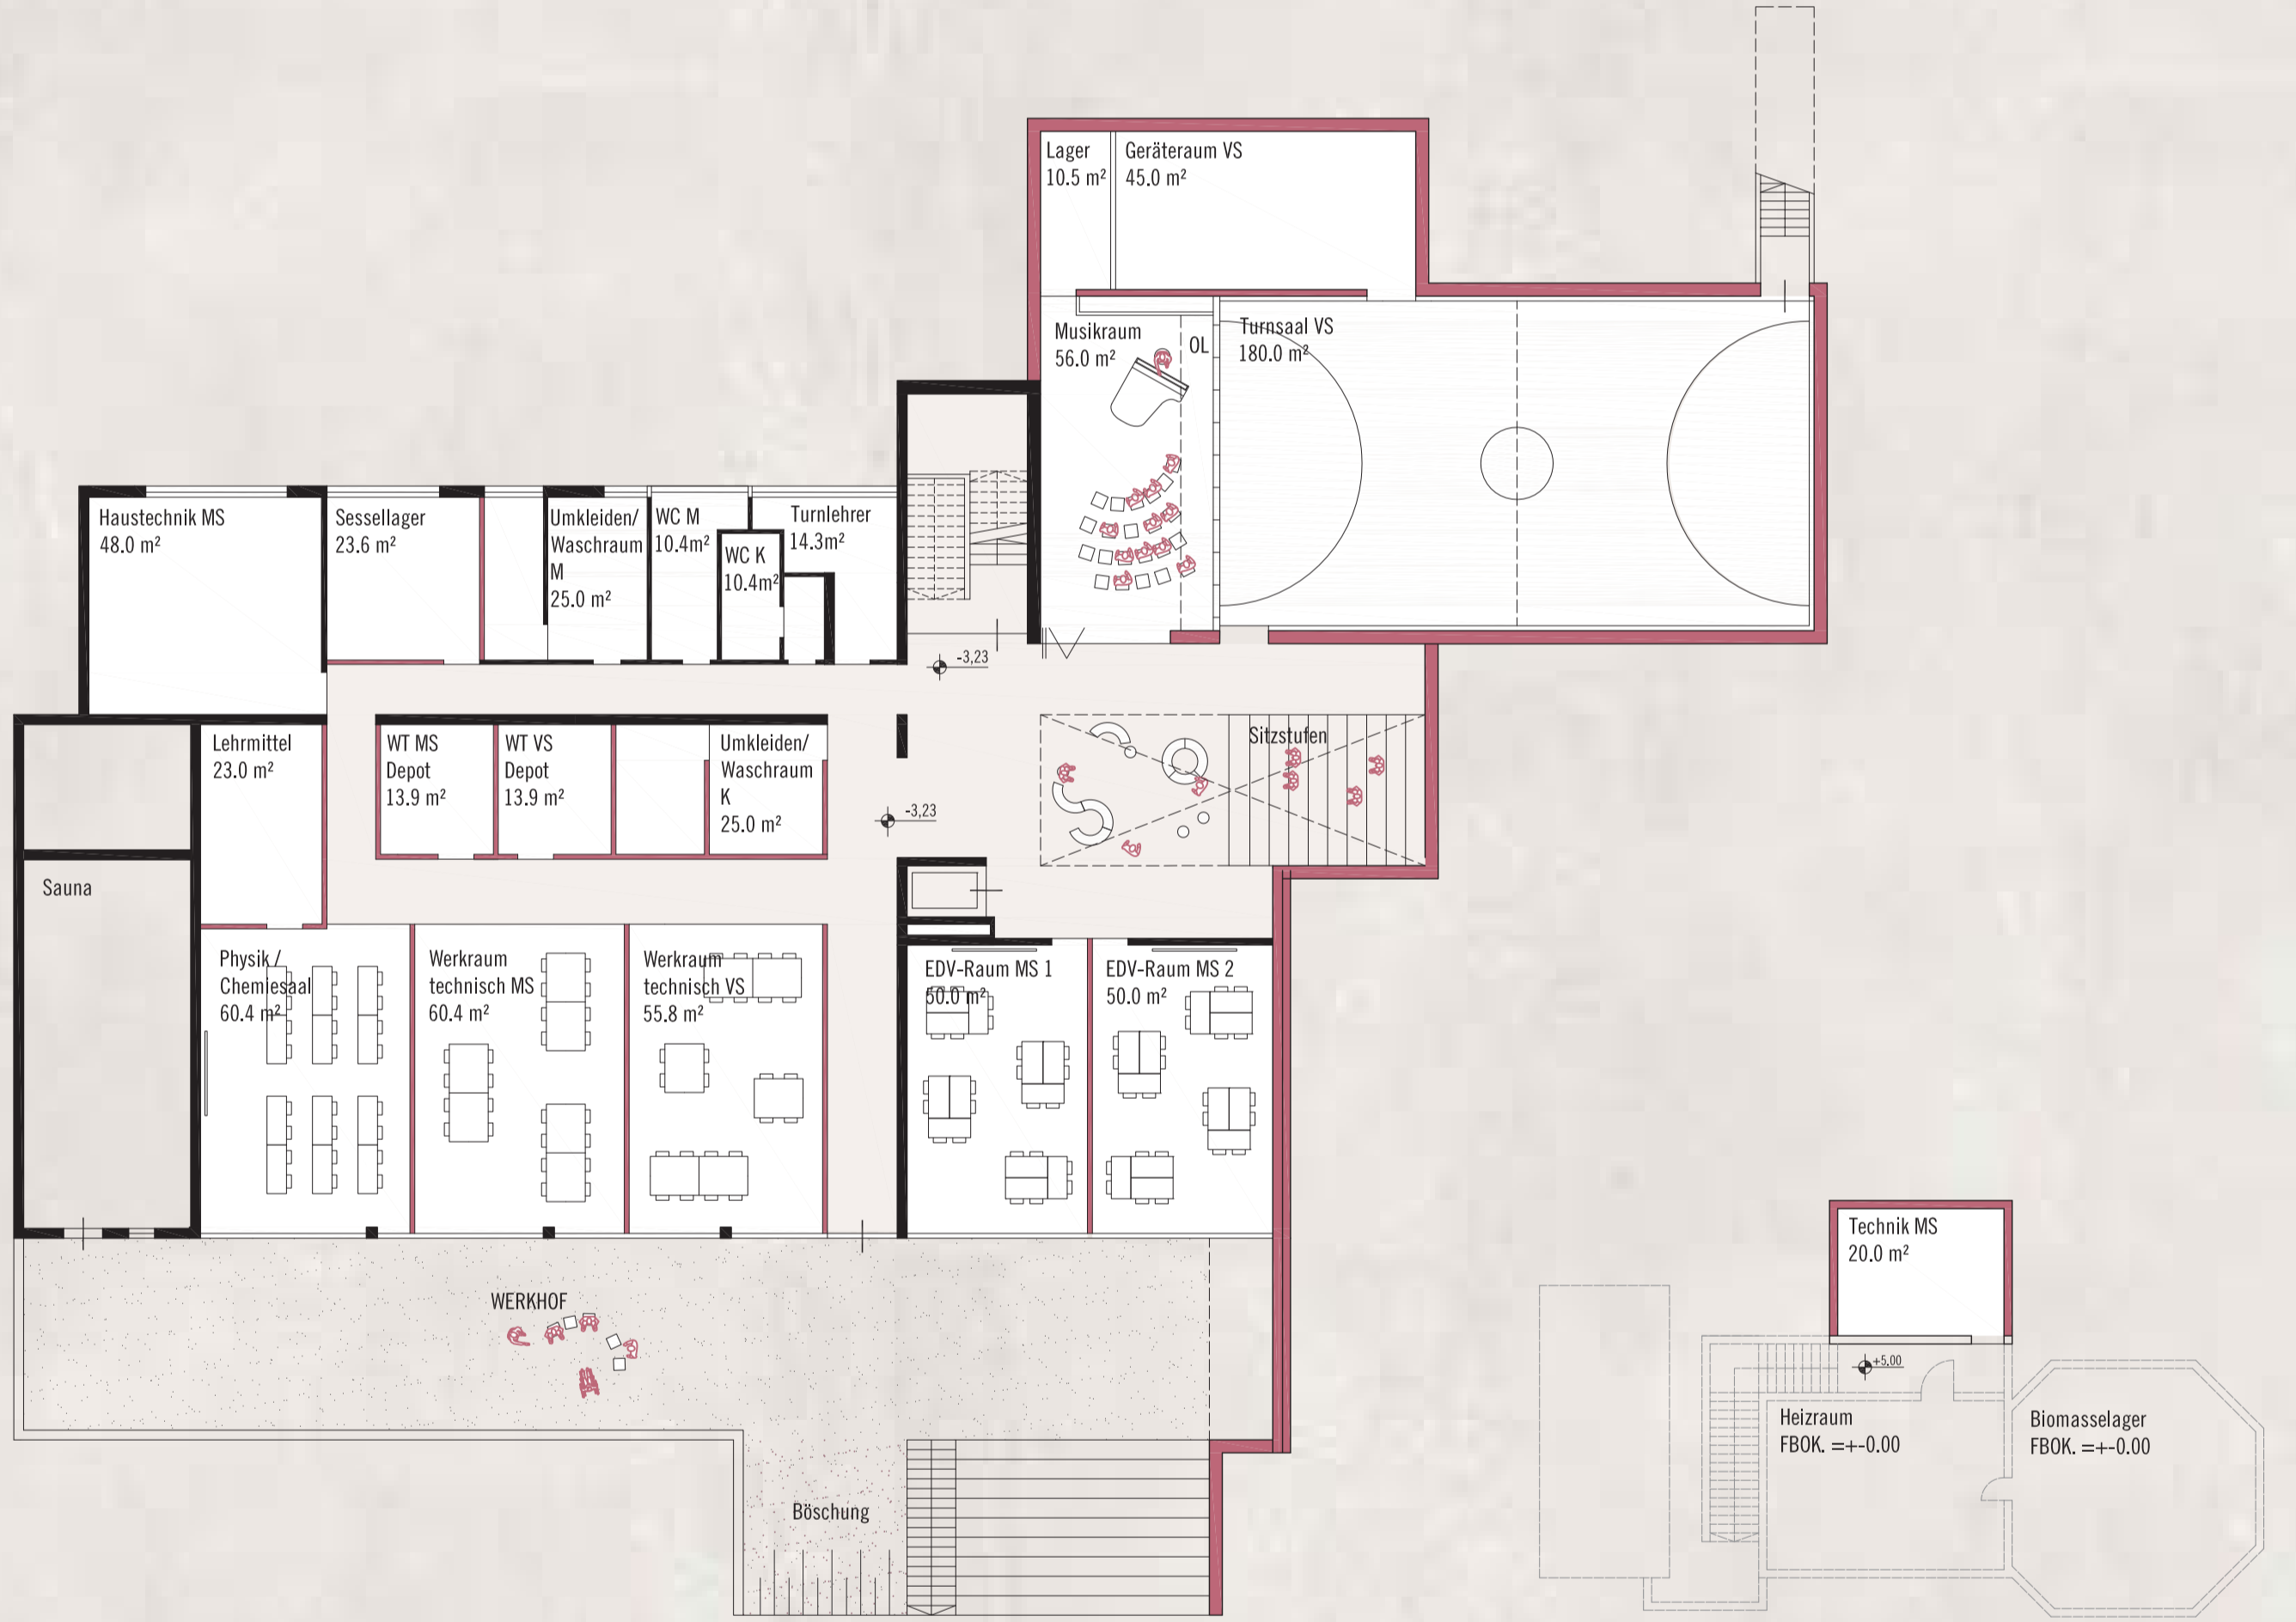 Lager
10.5 m²
Geräteraum VS
45.0 m²
Musikraum
56.0 m²
OL
Turnsaal VS
180.0 m²
Haustechnik MS
48.0 m²
Sessellager
23.6 m²
Umkleiden/
Waschraum
M
25.0 m²
WC M
10.4m²
WC K
10.4m²
Turnlehrer
14.3m²
-3,23
Lehrmittel
23.0 m²
WT MS
Depot
13.9 m²
WT VS
Depot
13.9 m²
Umkleiden/
Waschraum
K
25.0 m²
-3,23
Sitzstufen
Sauna
Physik /
Chemiesaal
60.4 m²
Werkraum
technisch MS
60.4 m²
Werkraum
technisch VS
55.8 m²
EDV-Raum MS 1
50.0 m²
EDV-Raum MS 2
50.0 m²
WERKHOF
Böschung
Technik MS
20.0 m²
+5.00
Heizraum
FBOK. =+-0.00
Biomasselager
FBOK. =+-0.00